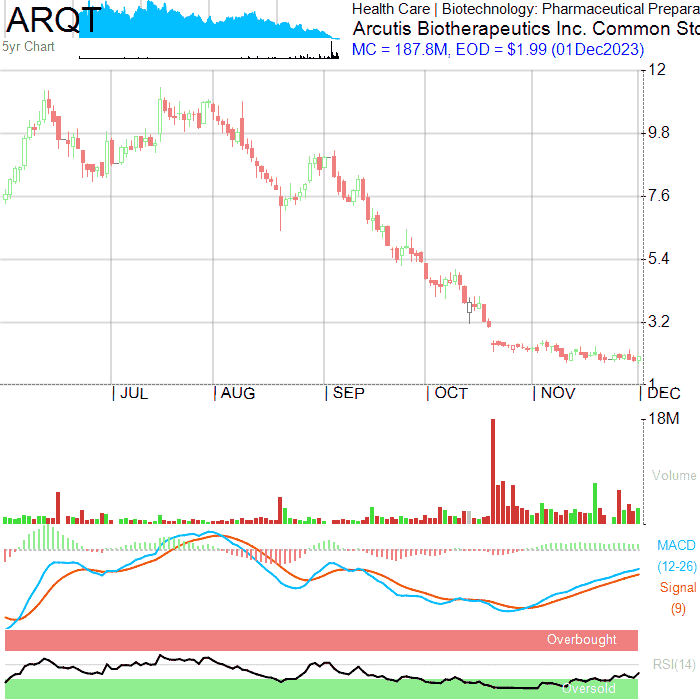 ARQT
5yr Chart
Health Care | Biotechnology: Pharmaceutical Prepara
Arcutis Biotherapeutics Inc. Common Sto
MC = 187.8M, EOD = $1.99 (01Dec2023)
12
9.8
7.6
5.4
3.2
1
JUL AUG SEP OCT NOV DEC
18M
Volume
MACD
(12-26)
Signal
(9)
Overbought
RSI(14)
Oversold